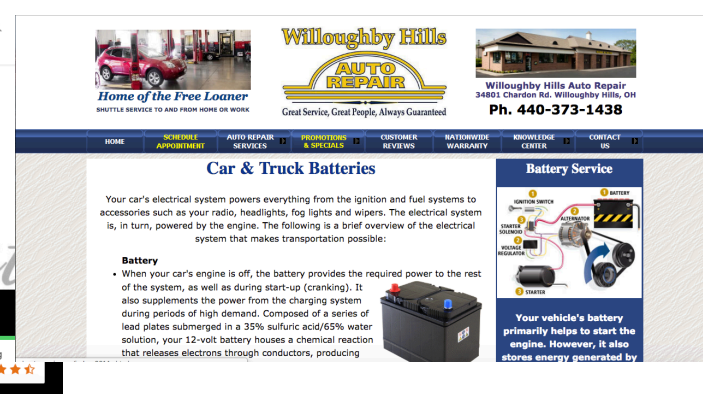 Willoughby Hills
AUTO
REPAIR
Great Service, Great People, Always Guaranteed
Home of the Free Loaner
SHUTTLE SERVICE TO AND FROM HOME OR WORK
Willoughby Hills Auto Repair
34801 Chardon Rd. Willoughby Hills, OH
Ph. 440-373-1438
HOME
SCHEDULE
APPOINTMENT
AUTO REPAIR
SERVICES
PROMOTIONS
& SPECIALS
CUSTOMER
REVIEWS
NATIONWIDE
WARRANTY
KNOWLEDGE
CENTER
CONTACT
US
Car & Truck Batteries
Your car's electrical system powers everything from the ignition and fuel systems to
accessories such as your radio, headlights, fog lights and wipers. The electrical system
is, in turn, powered by the engine. The following is a brief overview of the electrical
system that makes transportation possible:
Battery
• When your car's engine is off, the battery provides the required power to the rest
of the system, as well as during start-up (cranking). It
also supplements the power from the charging system
during periods of high demand. Composed of a series of
lead plates submerged in a 35% sulfuric acid/65% water
solution, your 12-volt battery houses a chemical reaction
that releases electrons through conductors, producing
Battery Service
1 BATTERY
1
IGNITION SWITCH
2
ALTERNATOR
3
STARTER
SOLENOID
2
VOLTAGE
REGULATOR
3 STARTER
Your vehicle's battery
primarily helps to start the
engine. However, it also
stores energy generated by